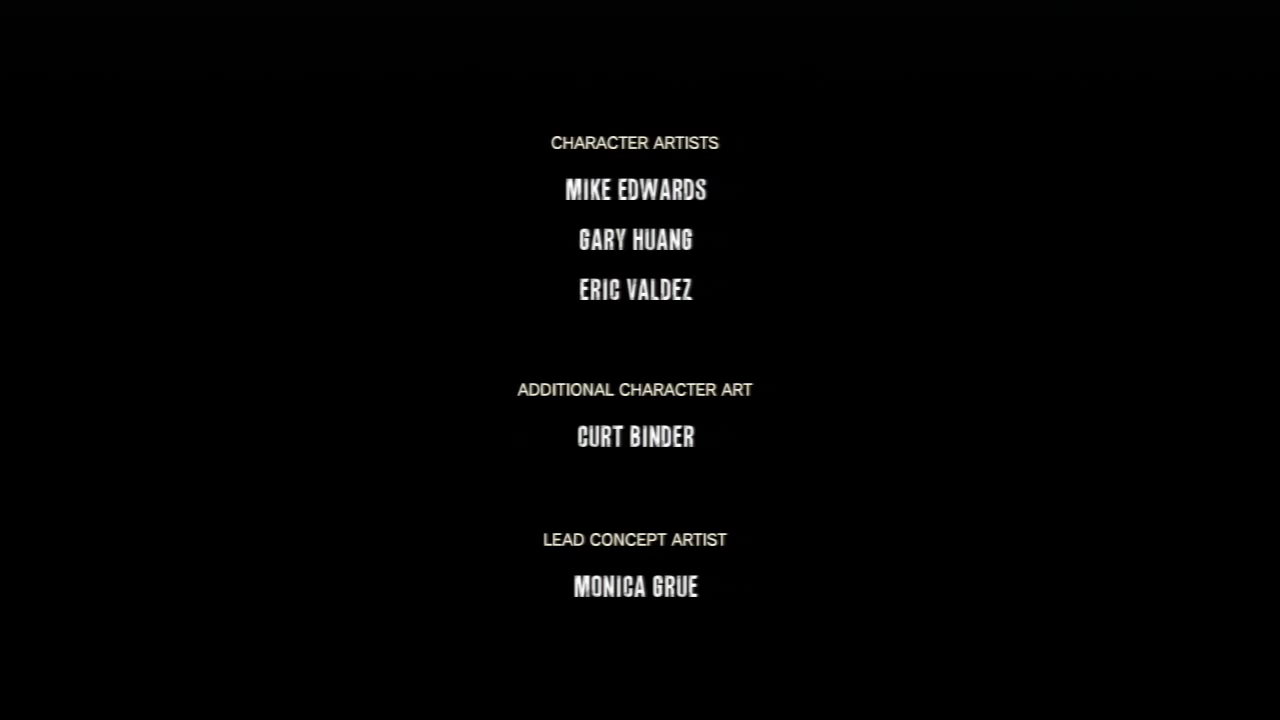 CHARACTER ARTISTS
MIKE EDWARDS
GARY HUANG
ERIC VALDEZ
ADDITIONAL CHARACTER ART
CURT BINDER
LEAD CONCEPT ARTIST
MONICA GRUE